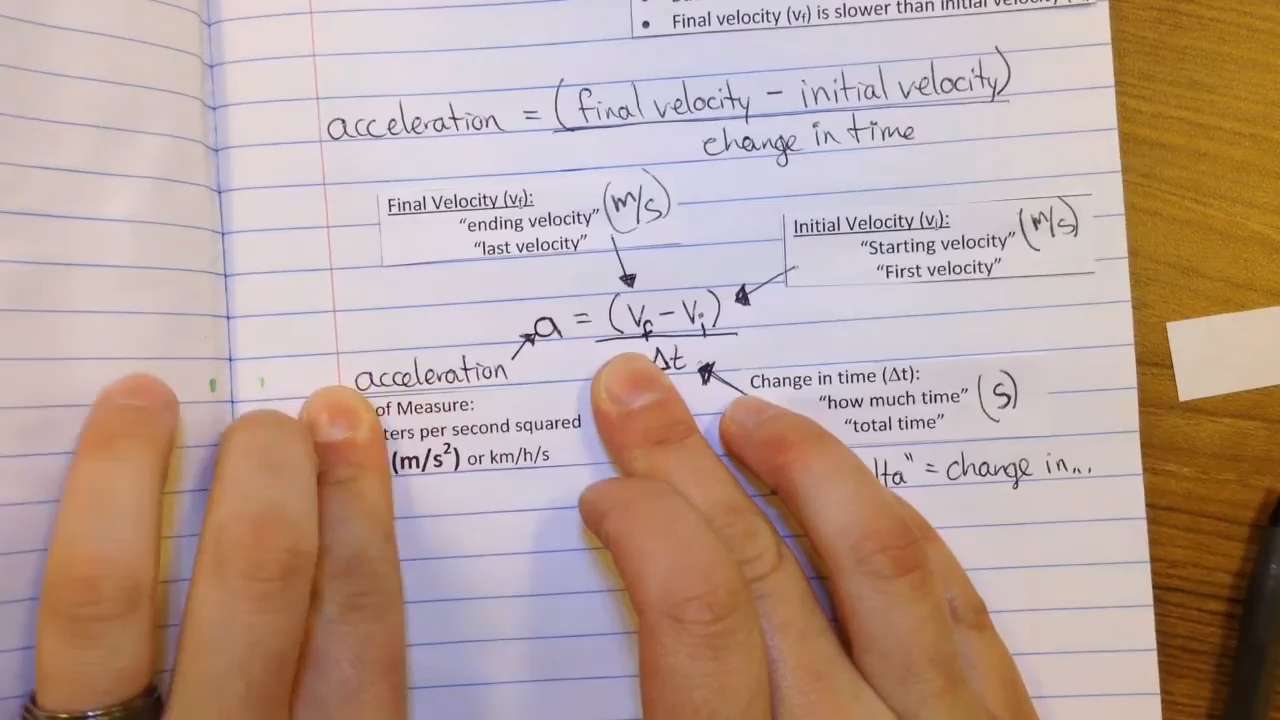 • Final velocity (vf) is slower than initial velocity
acceleration = (final velocity - initial velocity)
change in time
Final Velocity (vf): (m/s)
"ending velocity"
"last velocity"
Initial Velocity (vi): (m/s)
"Starting velocity"
"First velocity"
a = (vf - vi)
Δt
acceleration
Change in time (Δt):
"how much time" (s)
"total time"
of Measure:
ters per second squared
(m/s²) or km/h/s
lta" = change in...